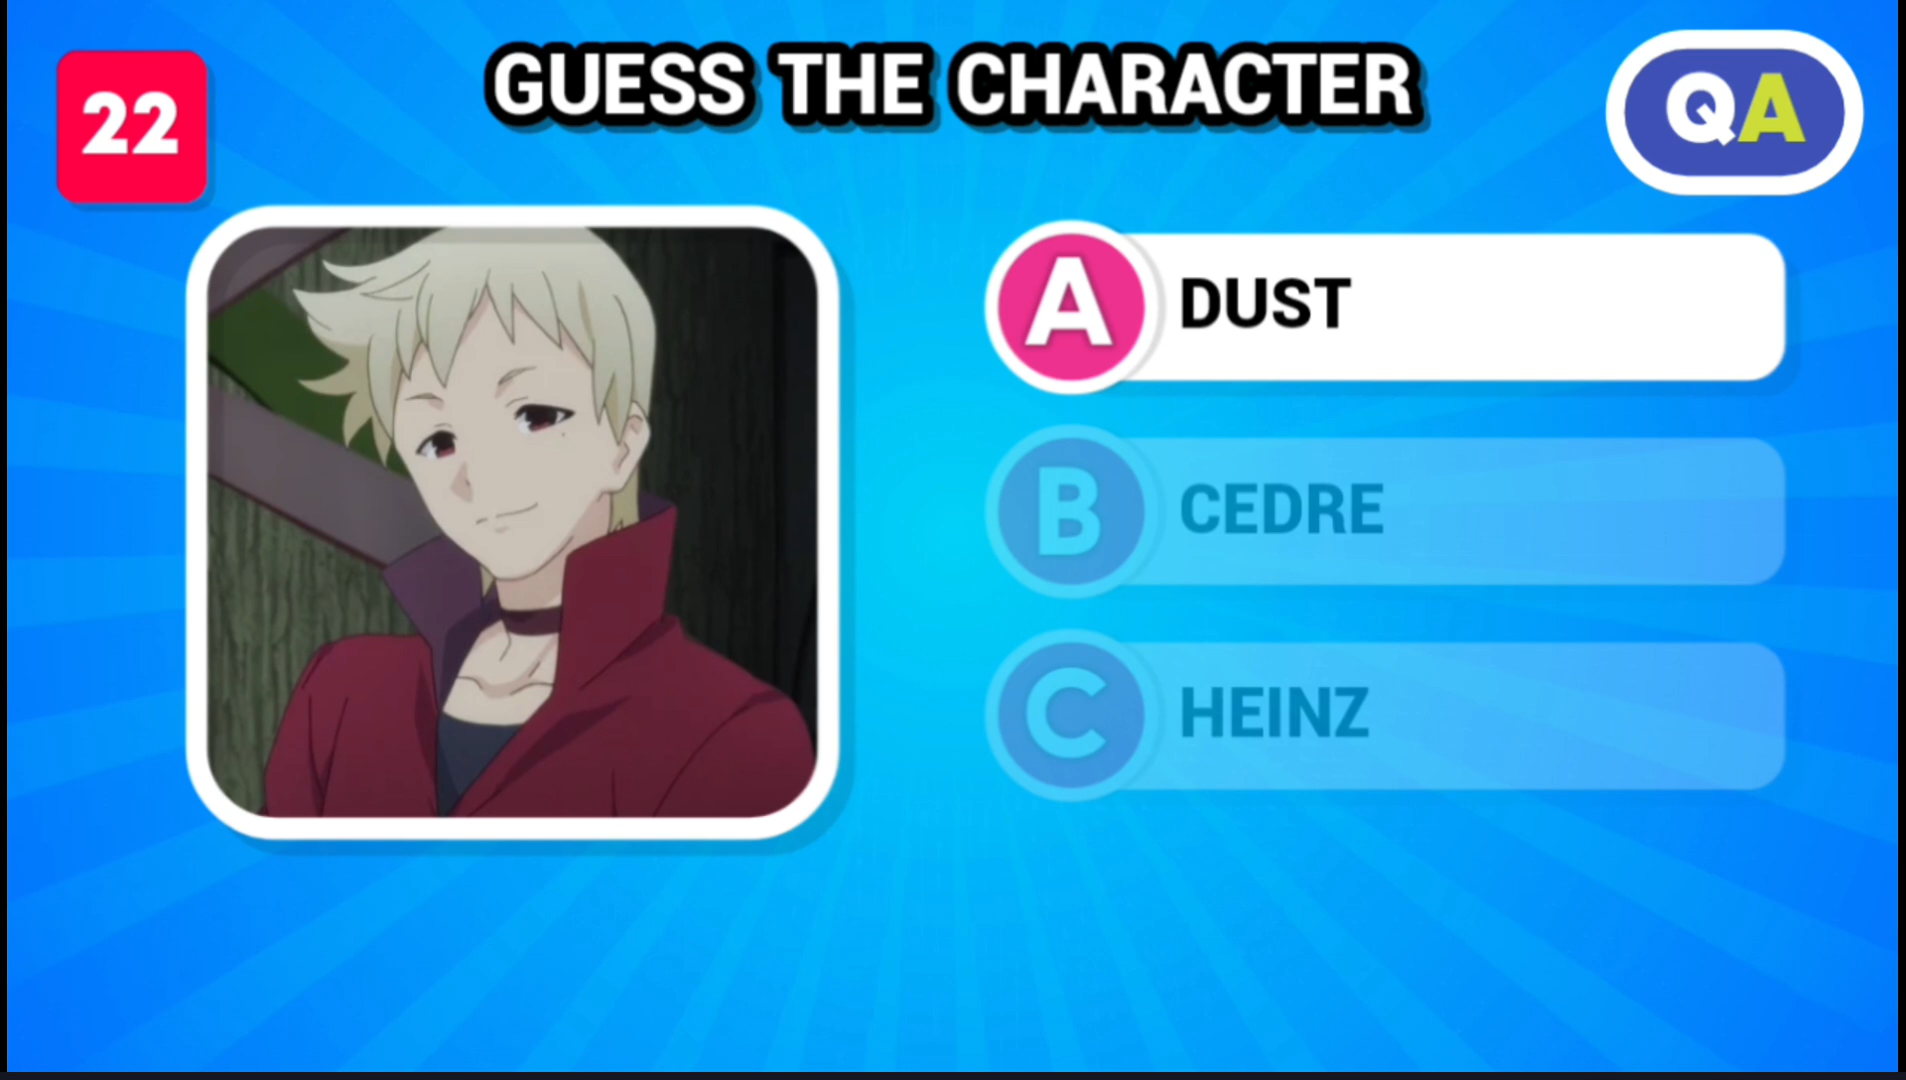 22
GUESS THE CHARACTER
QA
A DUST
B CEDRE
C HEINZ